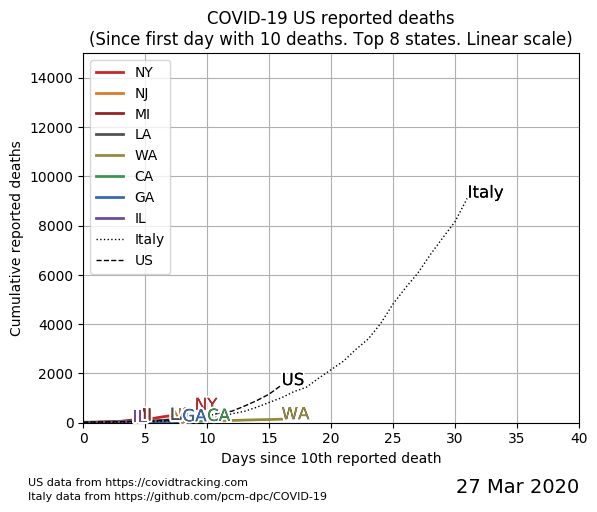 COVID-19 US reported deaths
(Since first day with 10 deaths. Top 8 states. Linear scale)
Cumulative reported deaths
14000
12000
10000
8000
6000
4000
2000
0
NY
NJ
MI
LA
WA
CA
GA
IL
Italy
US
Italy
US
NY
IL
GA
CA
WA
0 5 10 15 20 25 30 35 40
Days since 10th reported death
US data from https://covidtracking.com
Italy data from https://github.com/pcm-dpc/COVID-19
27 Mar 2020